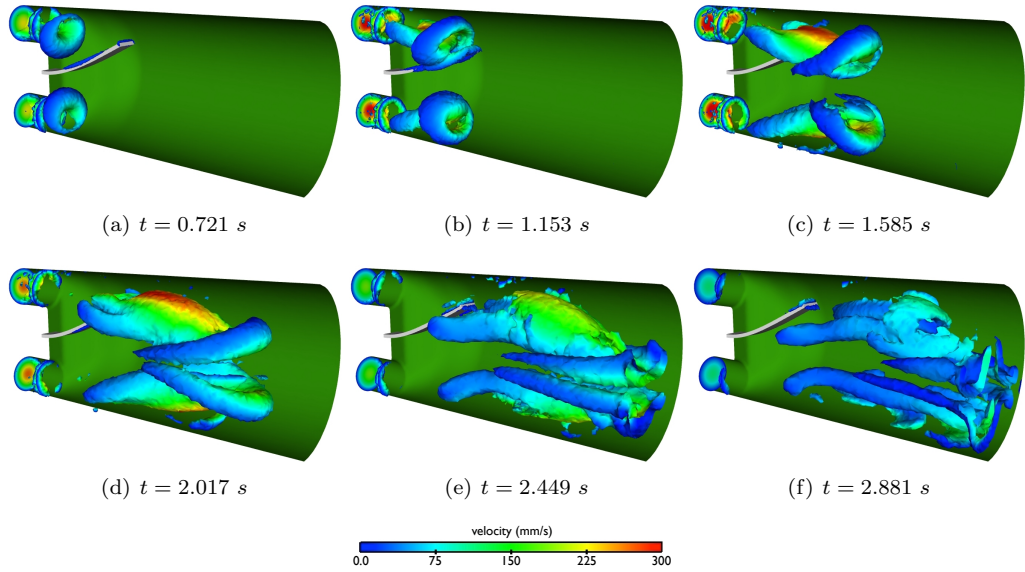 (a) t = 0.721 s
(b) t = 1.153 s
(c) t = 1.585 s
(d) t = 2.017 s
(e) t = 2.449 s
(f) t = 2.881 s
velocity (mm/s)
0.0 75 150 225 300